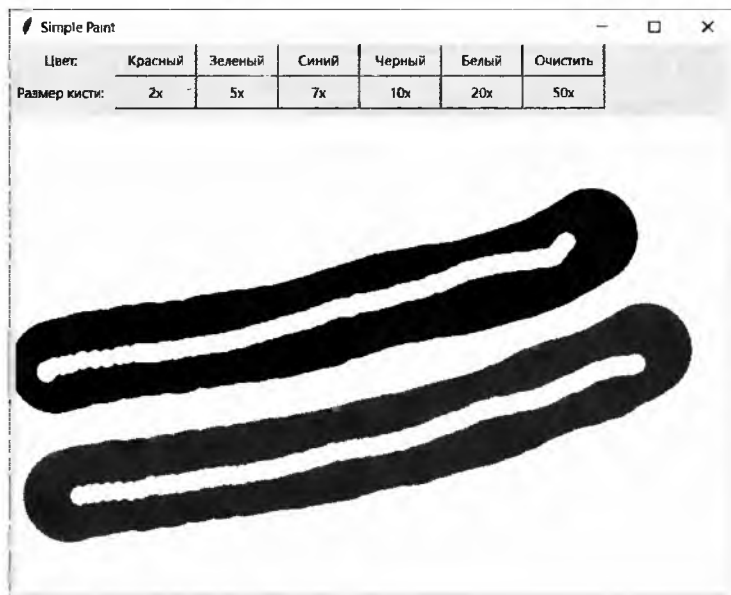 Simple Paint
Цвет: Красный Зеленый Синий Черный Белый Очистить
Размер кисти: 2x 5x 7x 10x 20x 50x